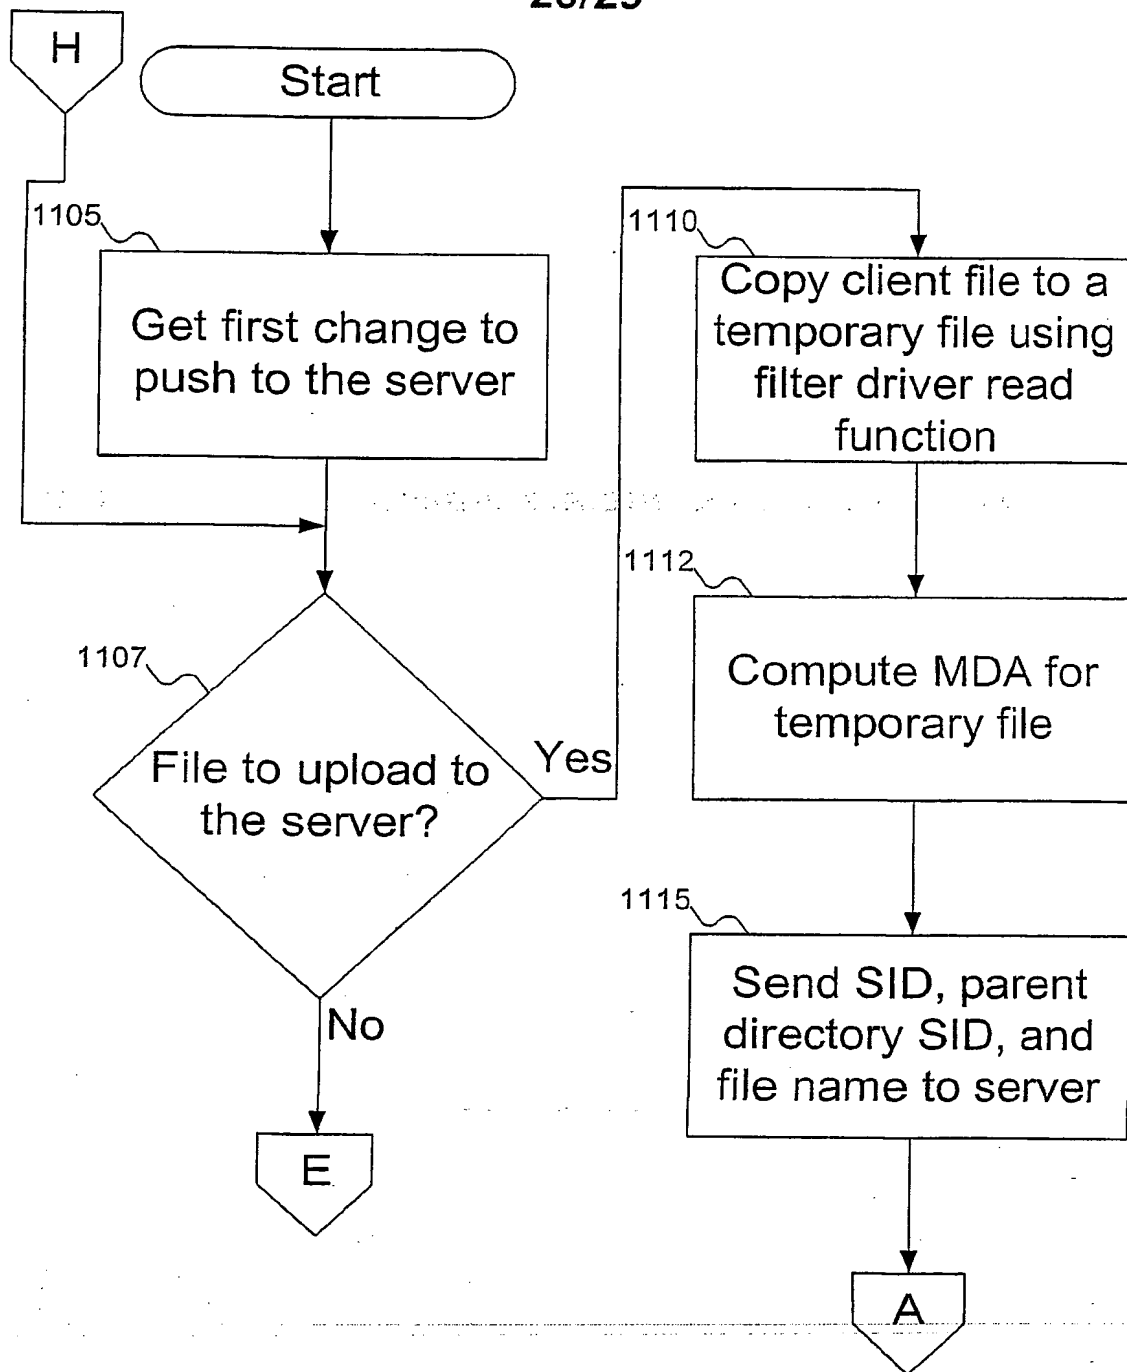 H
Start
1105
Get first change to
push to the server
1107
File to upload to
the server?
Yes
No
E
1110
Copy client file to a
temporary file using
filter driver read
function
1112
Compute MDA for
temporary file
1115
Send SID, parent
directory SID, and
file name to server
A